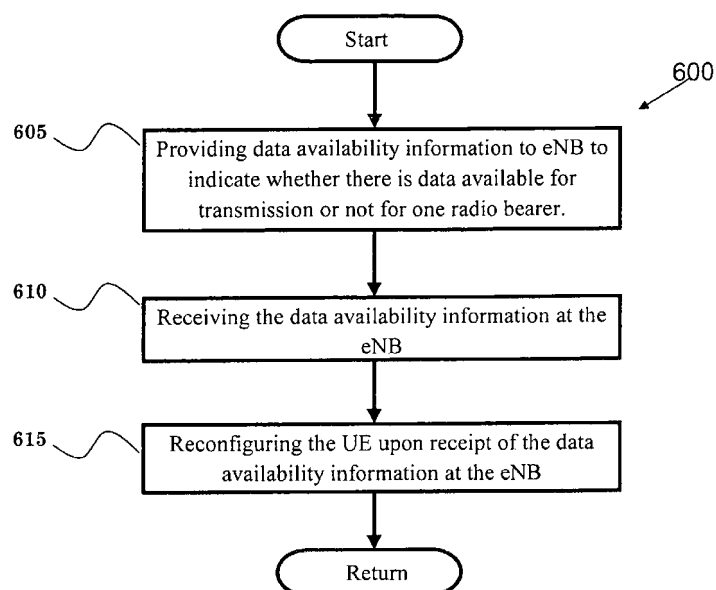 Start
600
605
Providing data availability information to eNB to
indicate whether there is data available for
transmission or not for one radio bearer.
610
Receiving the data availability information at the
eNB
615
Reconfiguring the UE upon receipt of the data
availability information at the eNB
Return